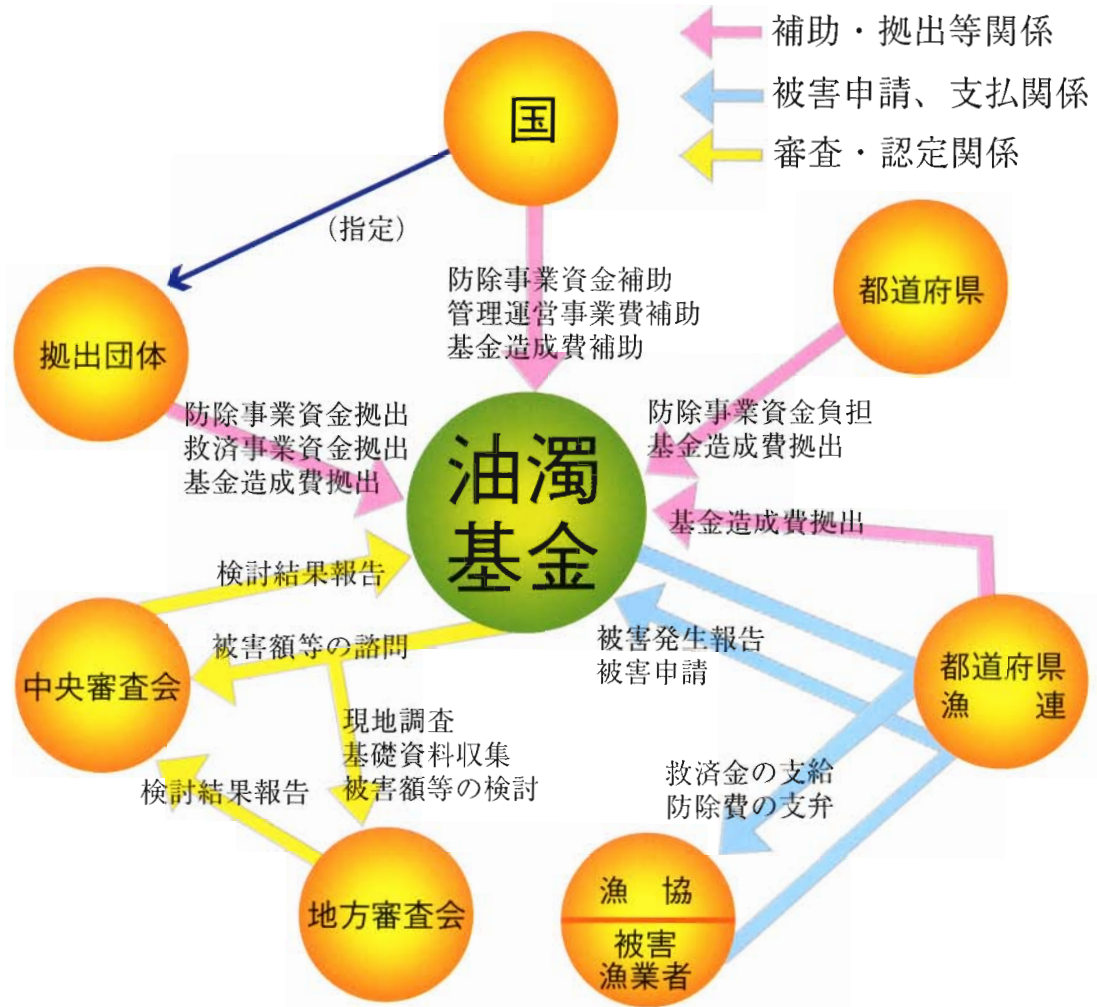 補助・拠出等関係
被害申請、支払関係
審査・認定関係
国
(指定)
防除事業資金補助
管理運営事業費補助
基金造成費補助
都道府県
拠出団体
防除事業資金拠出
救済事業資金拠出
基金造成費拠出
防除事業資金負担
基金造成費拠出
油濁
基金
基金造成費拠出
検討結果報告
被害額等の諮問
中央審査会
被害発生報告
被害申請
都道府県
漁 連
現地調査
基礎資料収集
被害額等の検討
検討結果報告
救済金の支給
防除費の支弁
地方審査会
漁 協
被害
漁業者